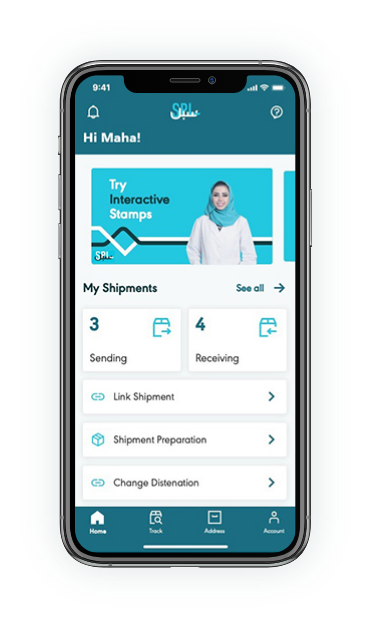 9:41
SPL سبل
Hi Maha!
Try
Interactive
Stamps
SPL
My Shipments
See all
3
Sending
4
Receiving
Link Shipment
Shipment Preparation
Change Distenation
Home
Track
Address
Account